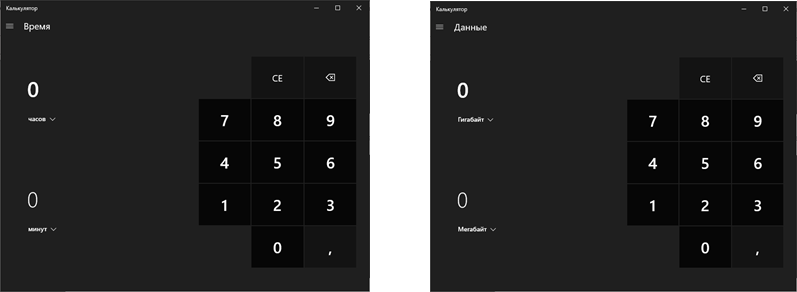 Калькулятор
Время
0
часов
0
минут
CE
7 8 9
4 5 6
1 2 3
0 ,
Калькулятор
Данные
0
Гигабайт
0
Мегабайт
CE
7 8 9
4 5 6
1 2 3
0 ,